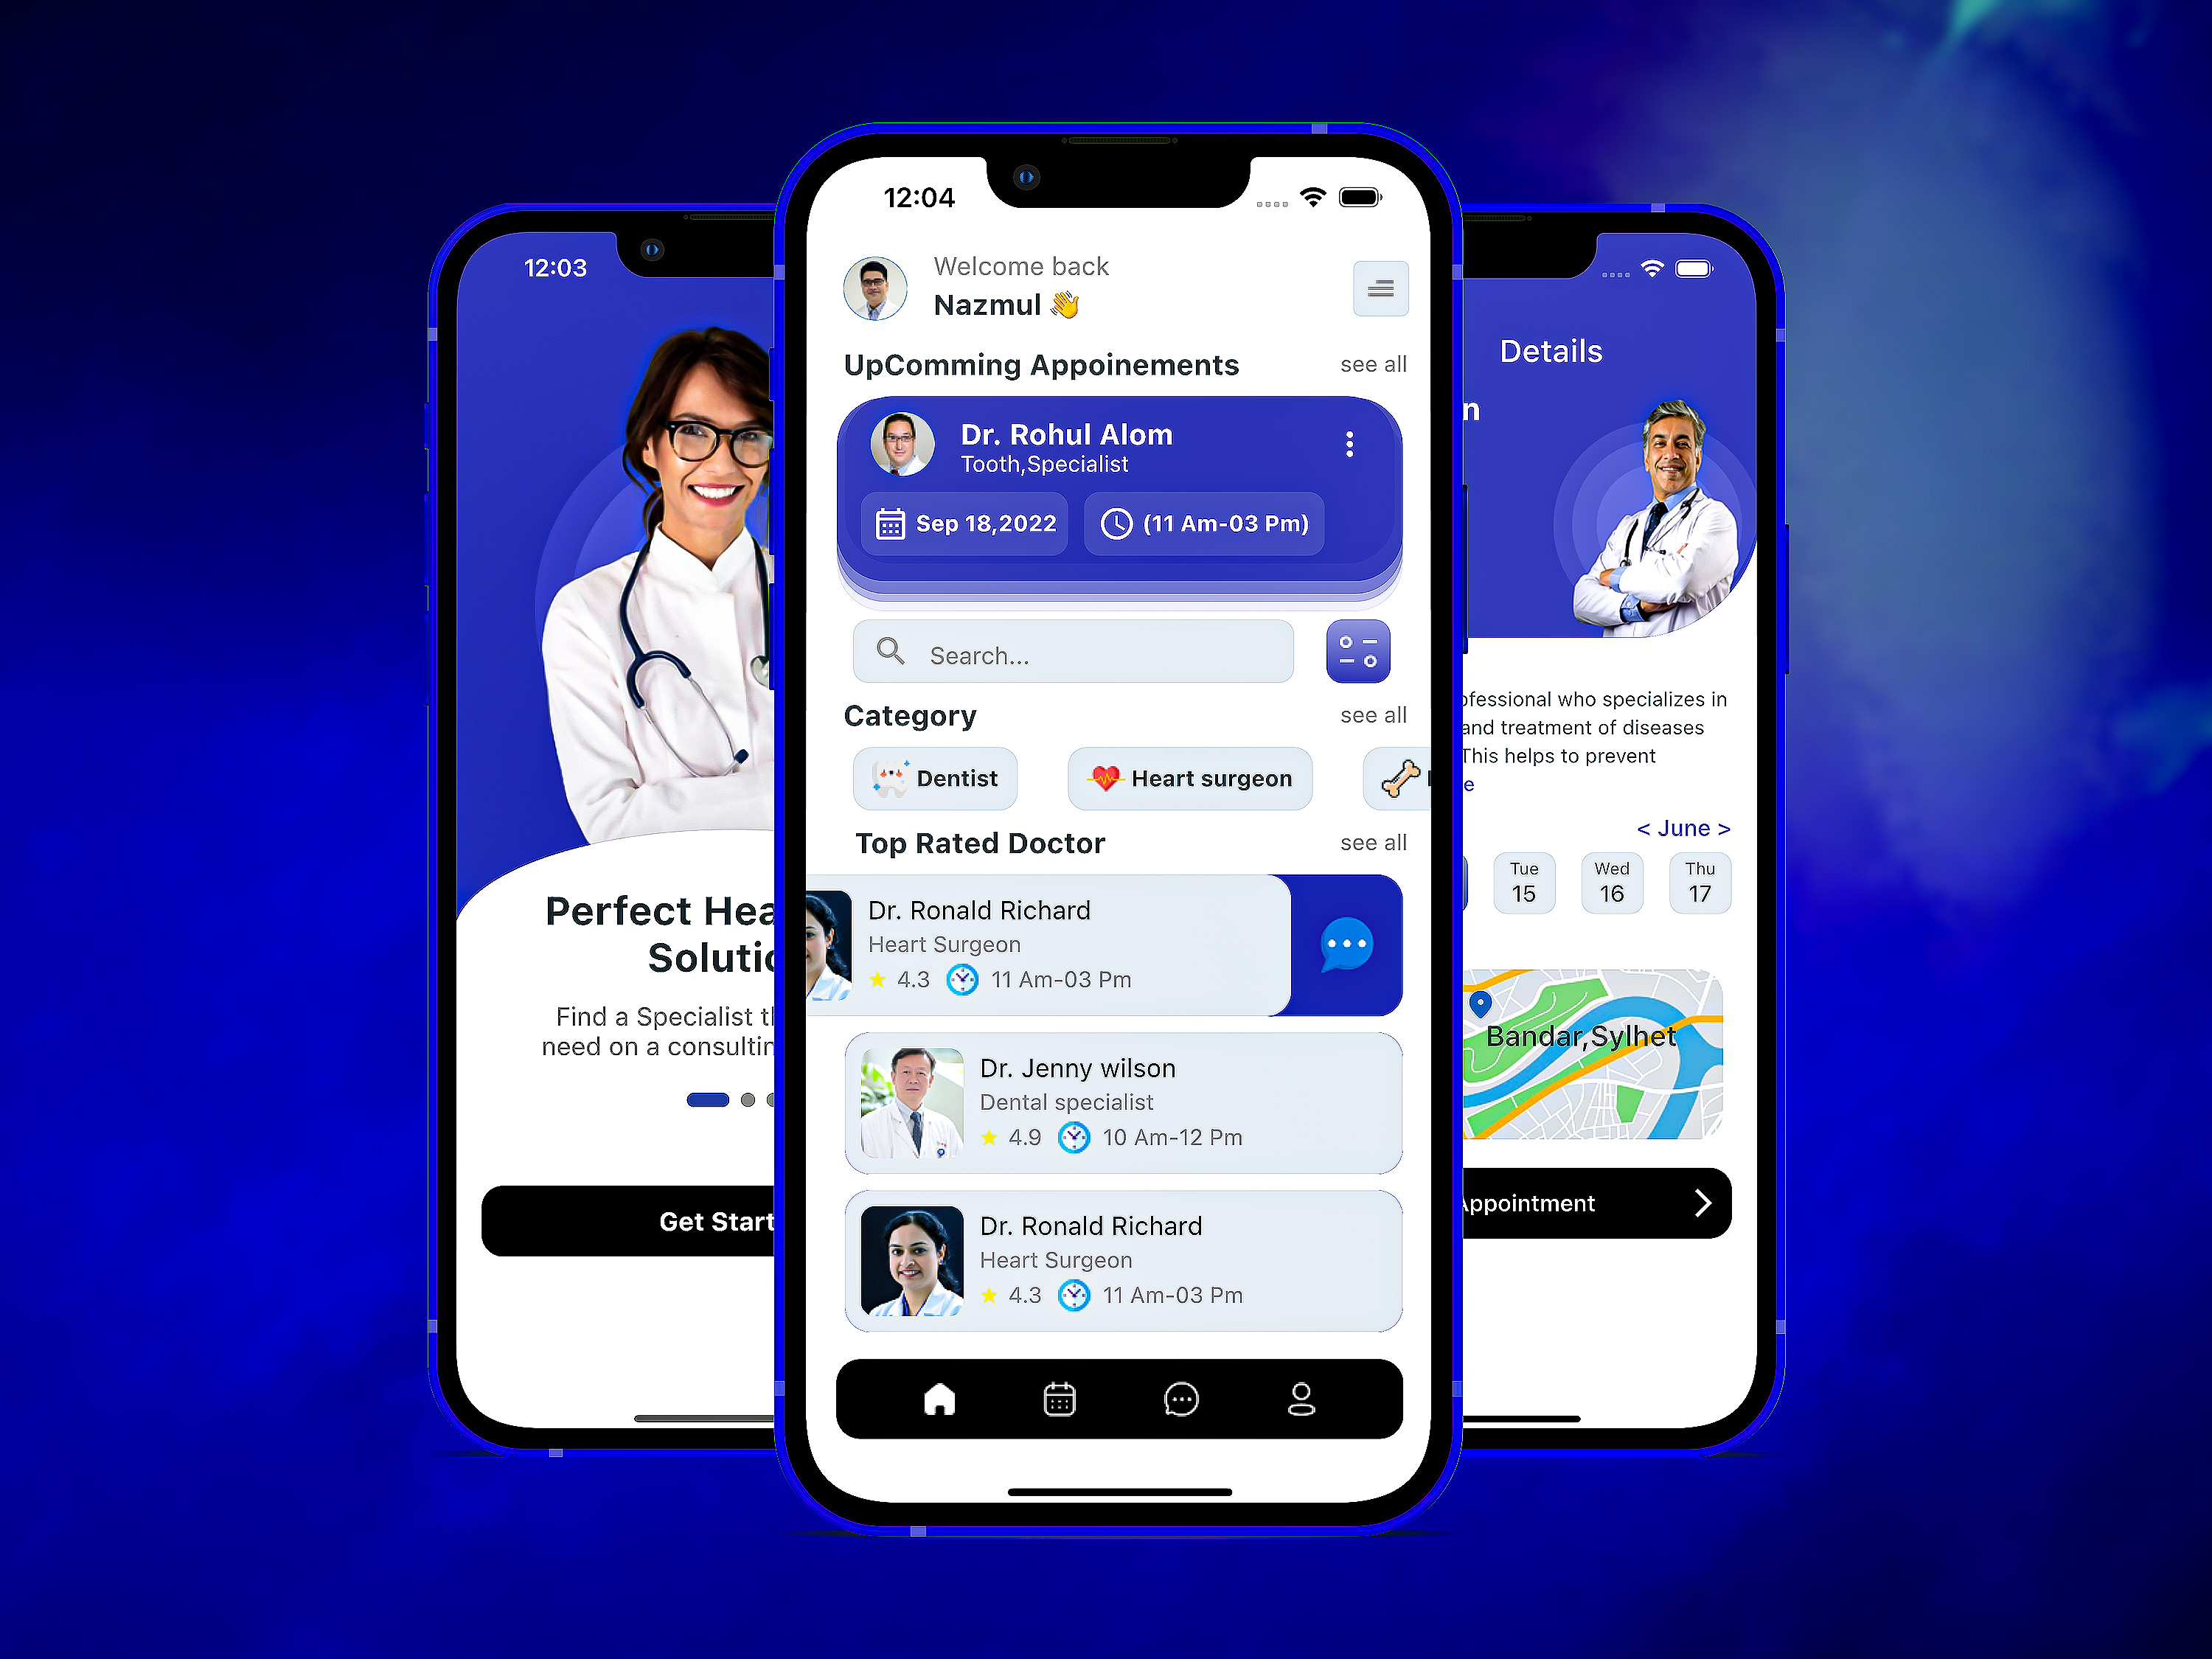 12:03
Perfect Hea
Solutio
Find a Specialist th
need on a consultin
Get Start
12:04
Welcome back
Nazmul 👋
UpComming Appoinements
see all
Dr. Rohul Alom
Tooth,Specialist
Sep 18,2022
(11 Am-03 Pm)
Search...
Category
see all
Dentist
Heart surgeon
Top Rated Doctor
see all
Dr. Ronald Richard
Heart Surgeon
4.3
11 Am-03 Pm
Dr. Jenny wilson
Dental specialist
4.9
10 Am-12 Pm
Dr. Ronald Richard
Heart Surgeon
4.3
11 Am-03 Pm
Details
n
ofessional who specializes in
and treatment of diseases
This helps to prevent
e
< June >
Tue
15
Wed
16
Thu
17
Bandar,Sylhet
Appointment